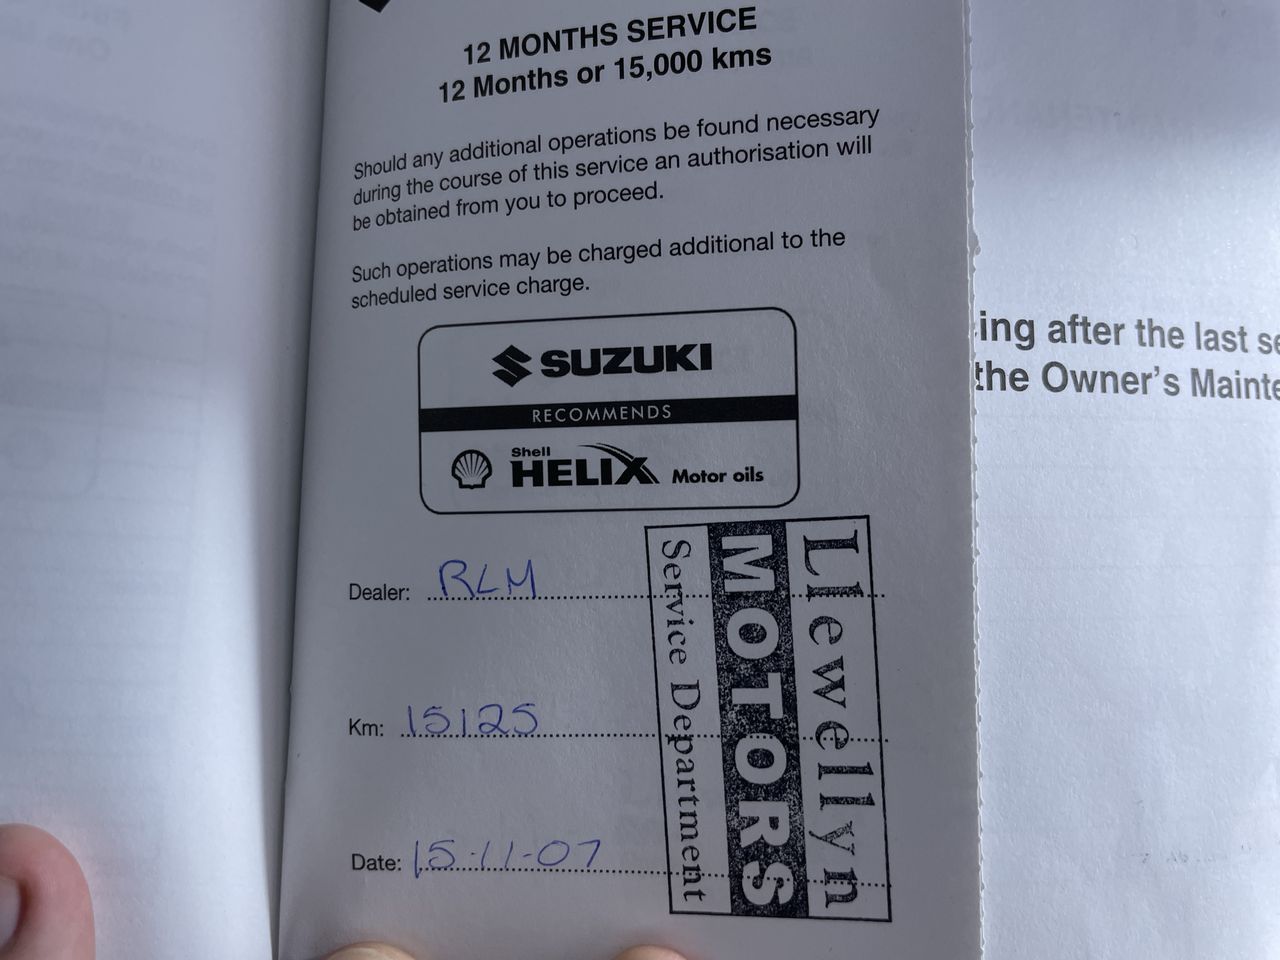 12 MONTHS SERVICE
12 Months or 15,000 kms
Should any additional operations be found necessary
during the course of this service an authorisation will
be obtained from you to proceed.
Such operations may be charged additional to the
scheduled service charge.
SUZUKI
RECOMMENDS
Shell
HELIX Motor oils
Dealer: RLM
Km: 15125
Date: 15-11-07
Llewellyn
MOTORS
Service Department
ing after the last
the Owner's